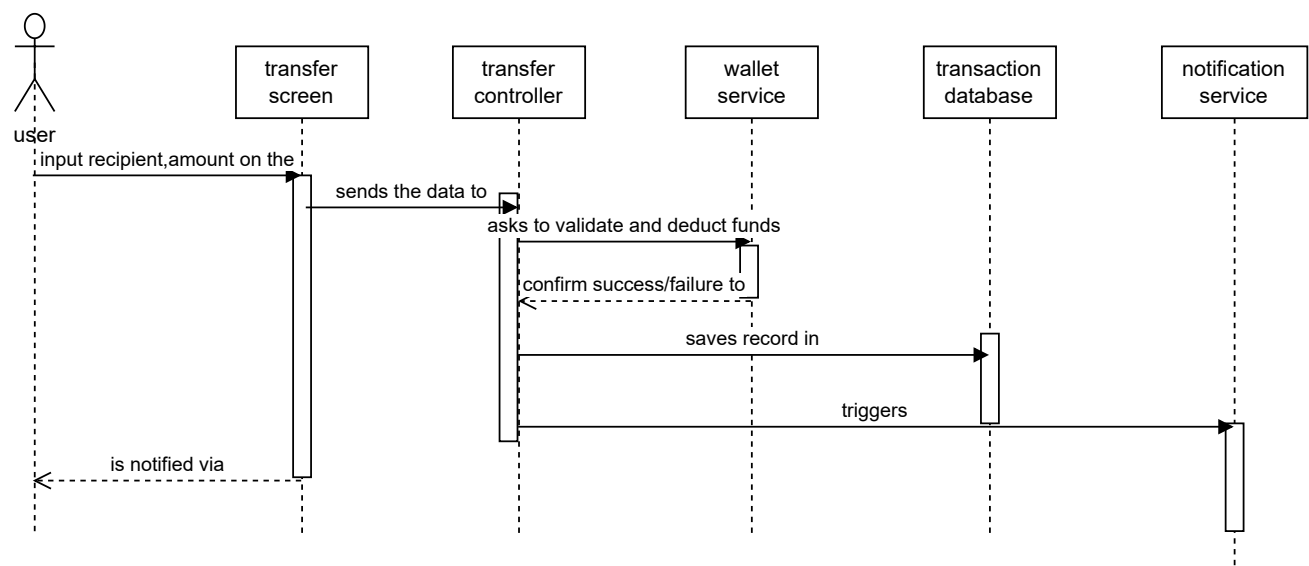 transfer
screen
transfer
controller
wallet
service
transaction
database
notification
service
user
input recipient,amount on the
sends the data to
asks to validate and deduct funds
confirm success/failure to
saves record in
triggers
is notified via